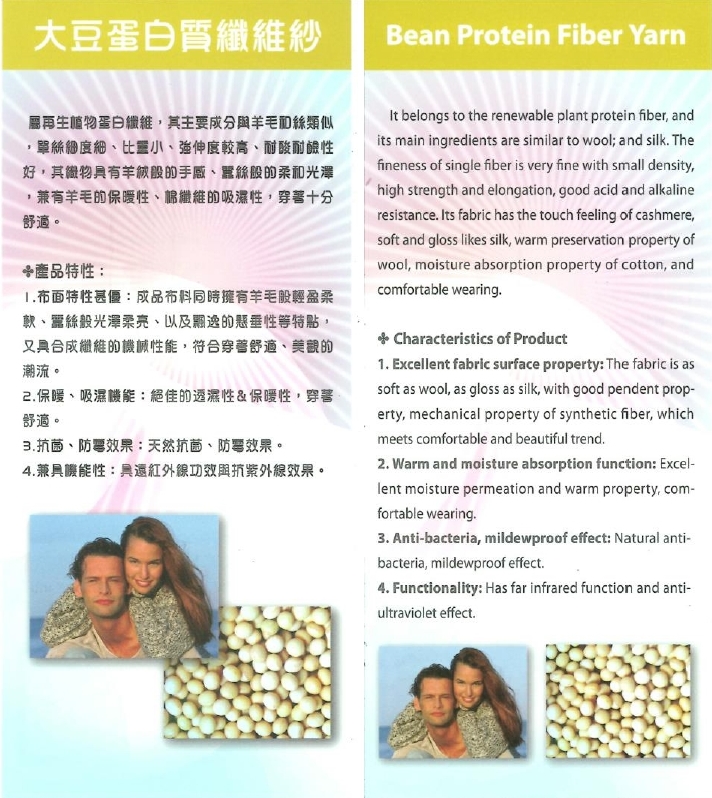 大豆蛋白質纖維紗
屬再生植物蛋白纖維，其主要成分與羊毛和絲類似
，單絲細度細、比重小、強伸度較高、耐酸耐鹼性
好，其織物具有羊絨般的手感、蠶絲般的柔和光澤
，兼有羊毛的保暖性、棉纖維的吸濕性，穿著十分
舒適。
✤產品特性：
1.布面特性甚優：成品布料同時擁有羊毛般輕盈柔
軟、蠶絲般光澤柔亮、以及飄逸的懸垂性等特點，
又具合成纖維的機械性能，符合穿著舒適、美觀的
潮流。
2.保暖、吸濕機能：絕佳的透濕性&保暖性，穿著
舒適。
3.抗菌、防霉效果：天然抗菌、防霉效果。
4.兼具機能性：具遠紅外線功效與抗紫外線效果。
Bean Protein Fiber Yarn
It belongs to the renewable plant protein fiber, and
its main ingredients are similar to wool; and silk. The
fineness of single fiber is very fine with small density,
high strength and elongation, good acid and alkaline
resistance. Its fabric has the touch feeling of cashmere,
soft and gloss likes silk, warm preservation property of
wool, moisture absorption property of cotton, and
comfortable wearing.
✤ Characteristics of Product
1. Excellent fabric surface property: The fabric is as
soft as wool, as gloss as silk, with good pendent prop-
erty, mechanical property of synthetic fiber, which
meets comfortable and beautiful trend.
2. Warm and moisture absorption function: Excel-
lent moisture permeation and warm property, com-
fortable wearing.
3. Anti-bacteria, mildewproof effect: Natural anti-
bacteria, mildewproof effect.
4. Functionality: Has far infrared function and anti-
ultraviolet effect.